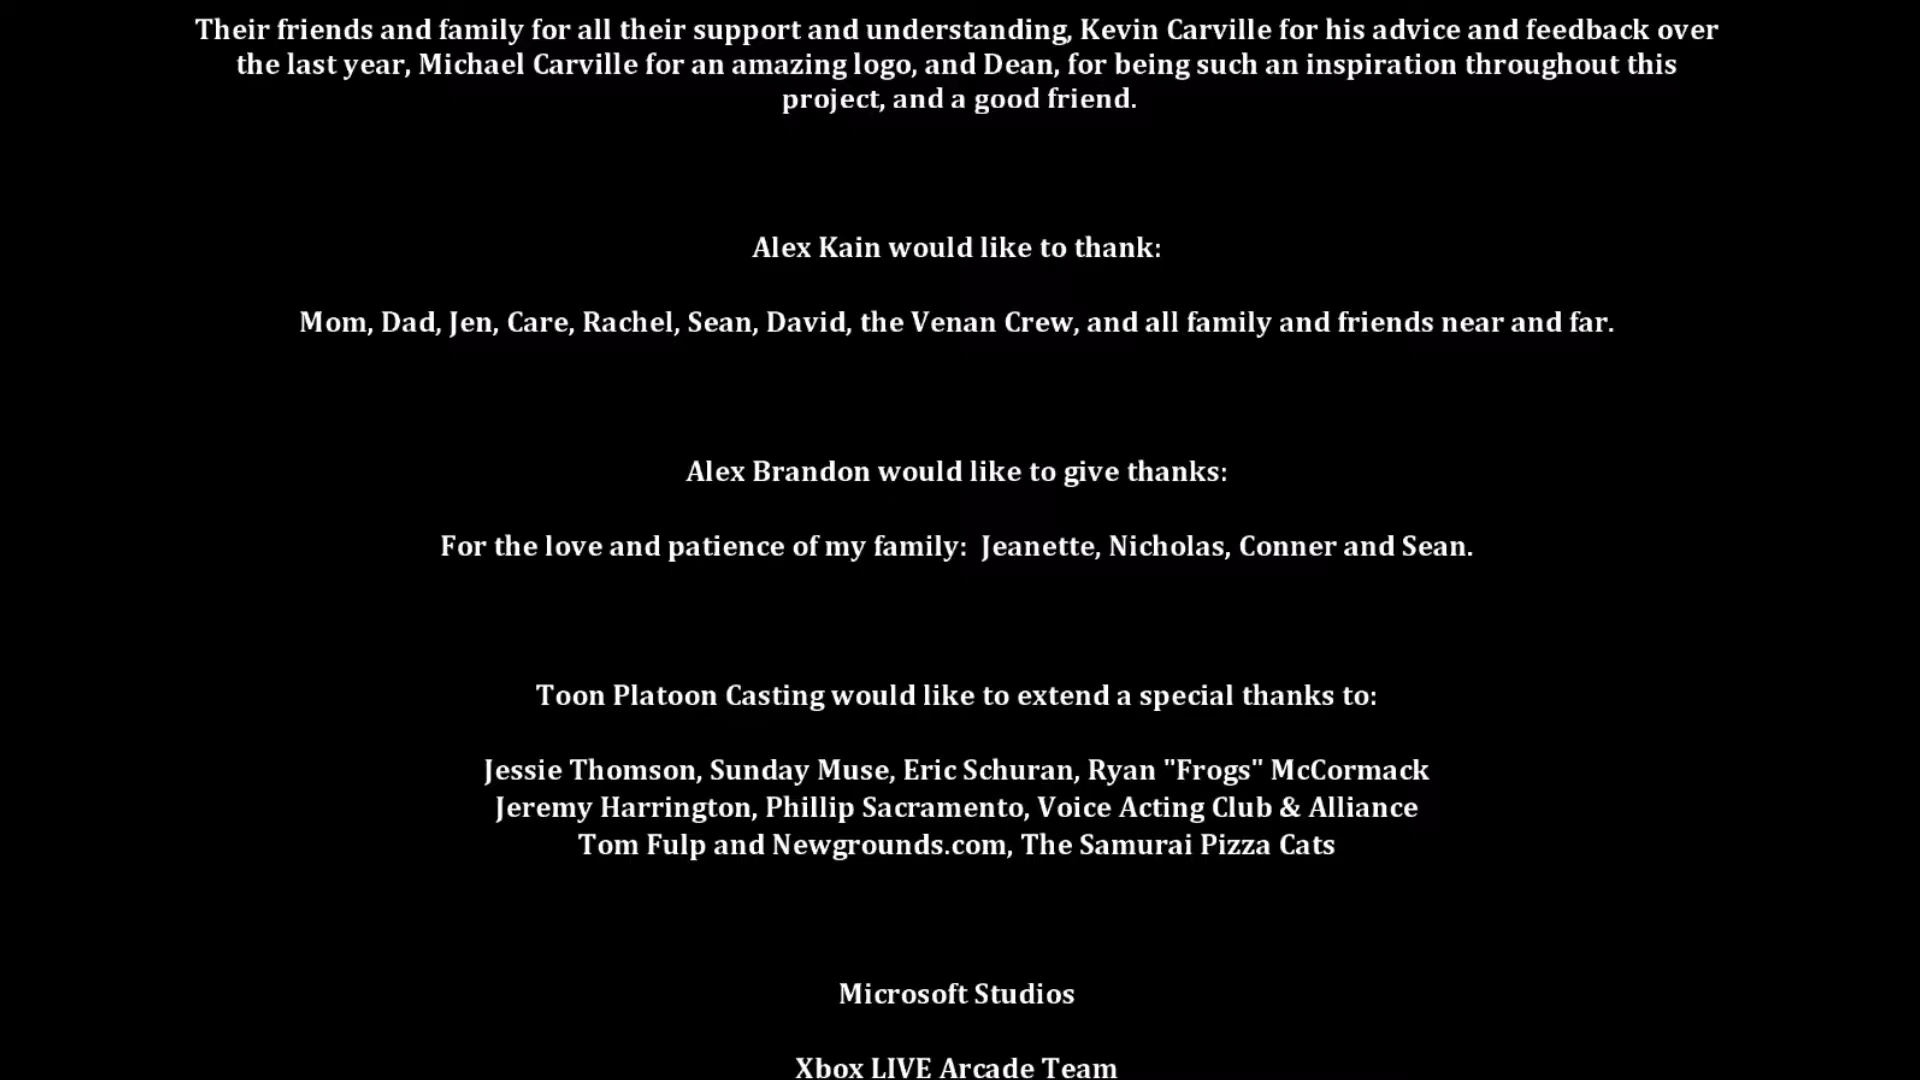 Their friends and family for all their support and understanding, Kevin Carville for his advice and feedback over
the last year, Michael Carville for an amazing logo, and Dean, for being such an inspiration throughout this
project, and a good friend.
Alex Kain would like to thank:
Mom, Dad, Jen, Care, Rachel, Sean, David, the Venan Crew, and all family and friends near and far.
Alex Brandon would like to give thanks:
For the love and patience of my family:  Jeanette, Nicholas, Conner and Sean.
Toon Platoon Casting would like to extend a special thanks to:
Jessie Thomson, Sunday Muse, Eric Schuran, Ryan "Frogs" McCormack
Jeremy Harrington, Phillip Sacramento, Voice Acting Club & Alliance
Tom Fulp and Newgrounds.com, The Samurai Pizza Cats
Microsoft Studios
Xbox LIVE Arcade Team